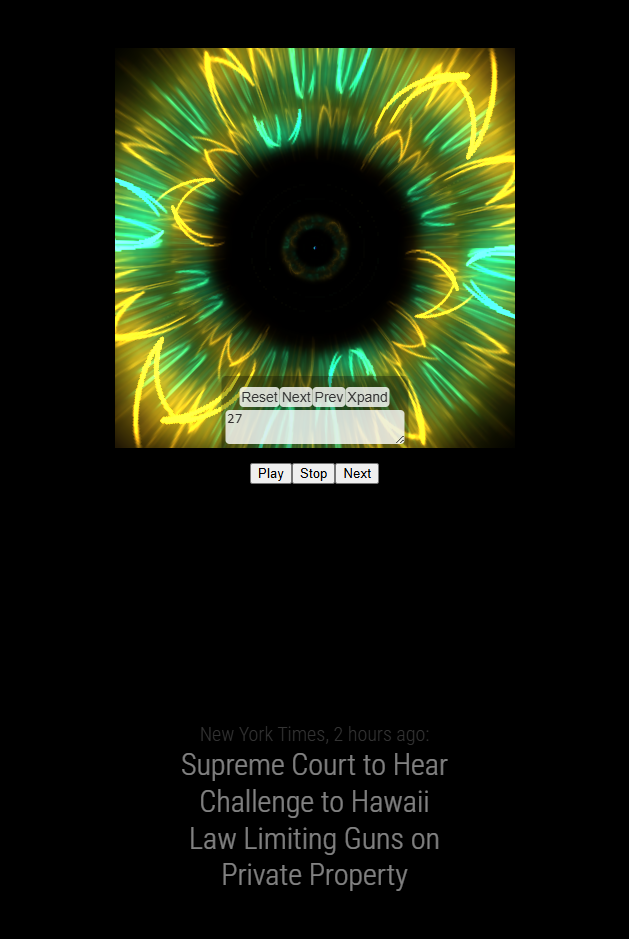 Reset Next Prev Xpand
27
Play Stop Next
New York Times, 2 hours ago:
Supreme Court to Hear
Challenge to Hawaii
Law Limiting Guns on
Private Property